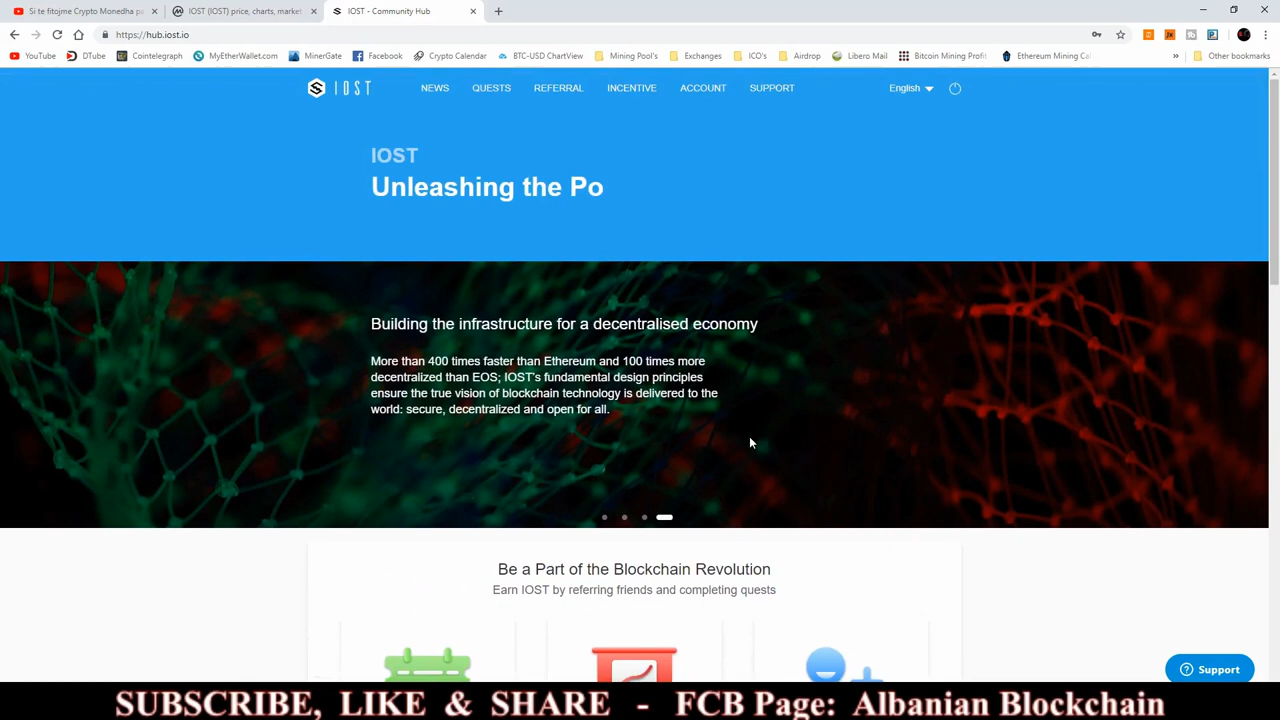 Si te fitojme Crypto Monedha pa
IOST (IOST) price, charts, market
IOST - Community Hub
https://hub.iost.io
YouTube
DTube
Cointelegraph
MyEtherWallet.com
MinerGate
Facebook
Crypto Calendar
BTC-USD ChartView
Mining Pool's
Exchanges
ICO's
Airdrop
Libero Mail
Bitcoin Mining Profit
Ethereum Mining Ca
»
Other bookmarks
IOST
NEWS
QUESTS
REFERRAL
INCENTIVE
ACCOUNT
SUPPORT
English
IOST
Unleashing the Po
Building the infrastructure for a decentralised economy
More than 400 times faster than Ethereum and 100 times more
decentralized than EOS; IOST's fundamental design principles
ensure the true vision of blockchain technology is delivered to the
world: secure, decentralized and open for all.
Be a Part of the Blockchain Revolution
Earn IOST by referring friends and completing quests
Support
SUBSCRIBE, LIKE & SHARE - FCB Page: Albanian Blockchain